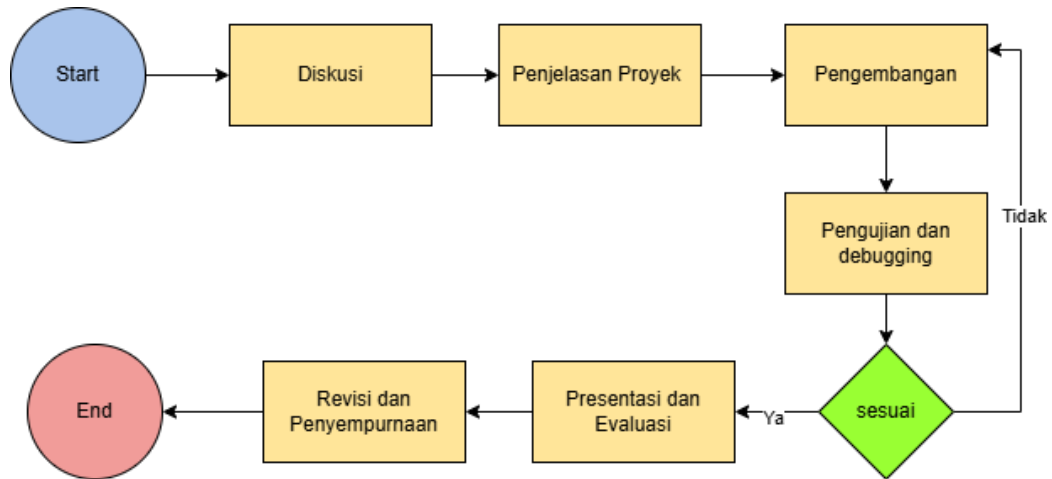 Start
Diskusi
Penjelasan Proyek
Pengembangan
Pengujian dan
debugging
Tidak
sesuai
Ya
Presentasi dan
Evaluasi
Revisi dan
Penyempurnaan
End